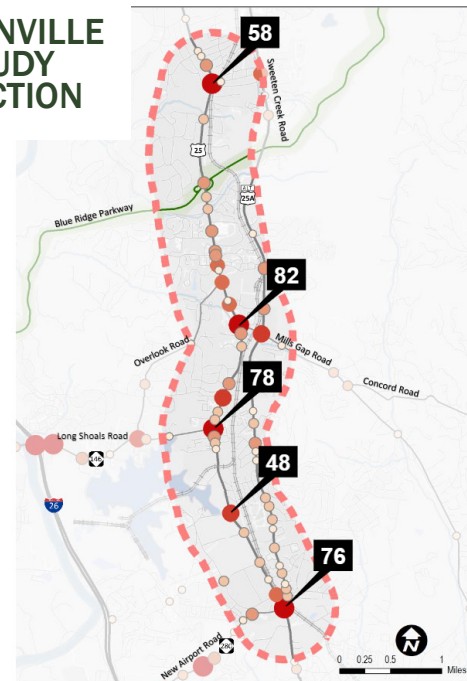 NVILLE
UDY
CTION
58
Sweeten Creek Road
25
ALT
25A
Blue Ridge Parkway
82
Overlook Road
Mills Gap Road
Concord Road
78
Long Shoals Road
146
48
26
76
New Airport Road
280
N
0 0.25 0.5 1
Miles